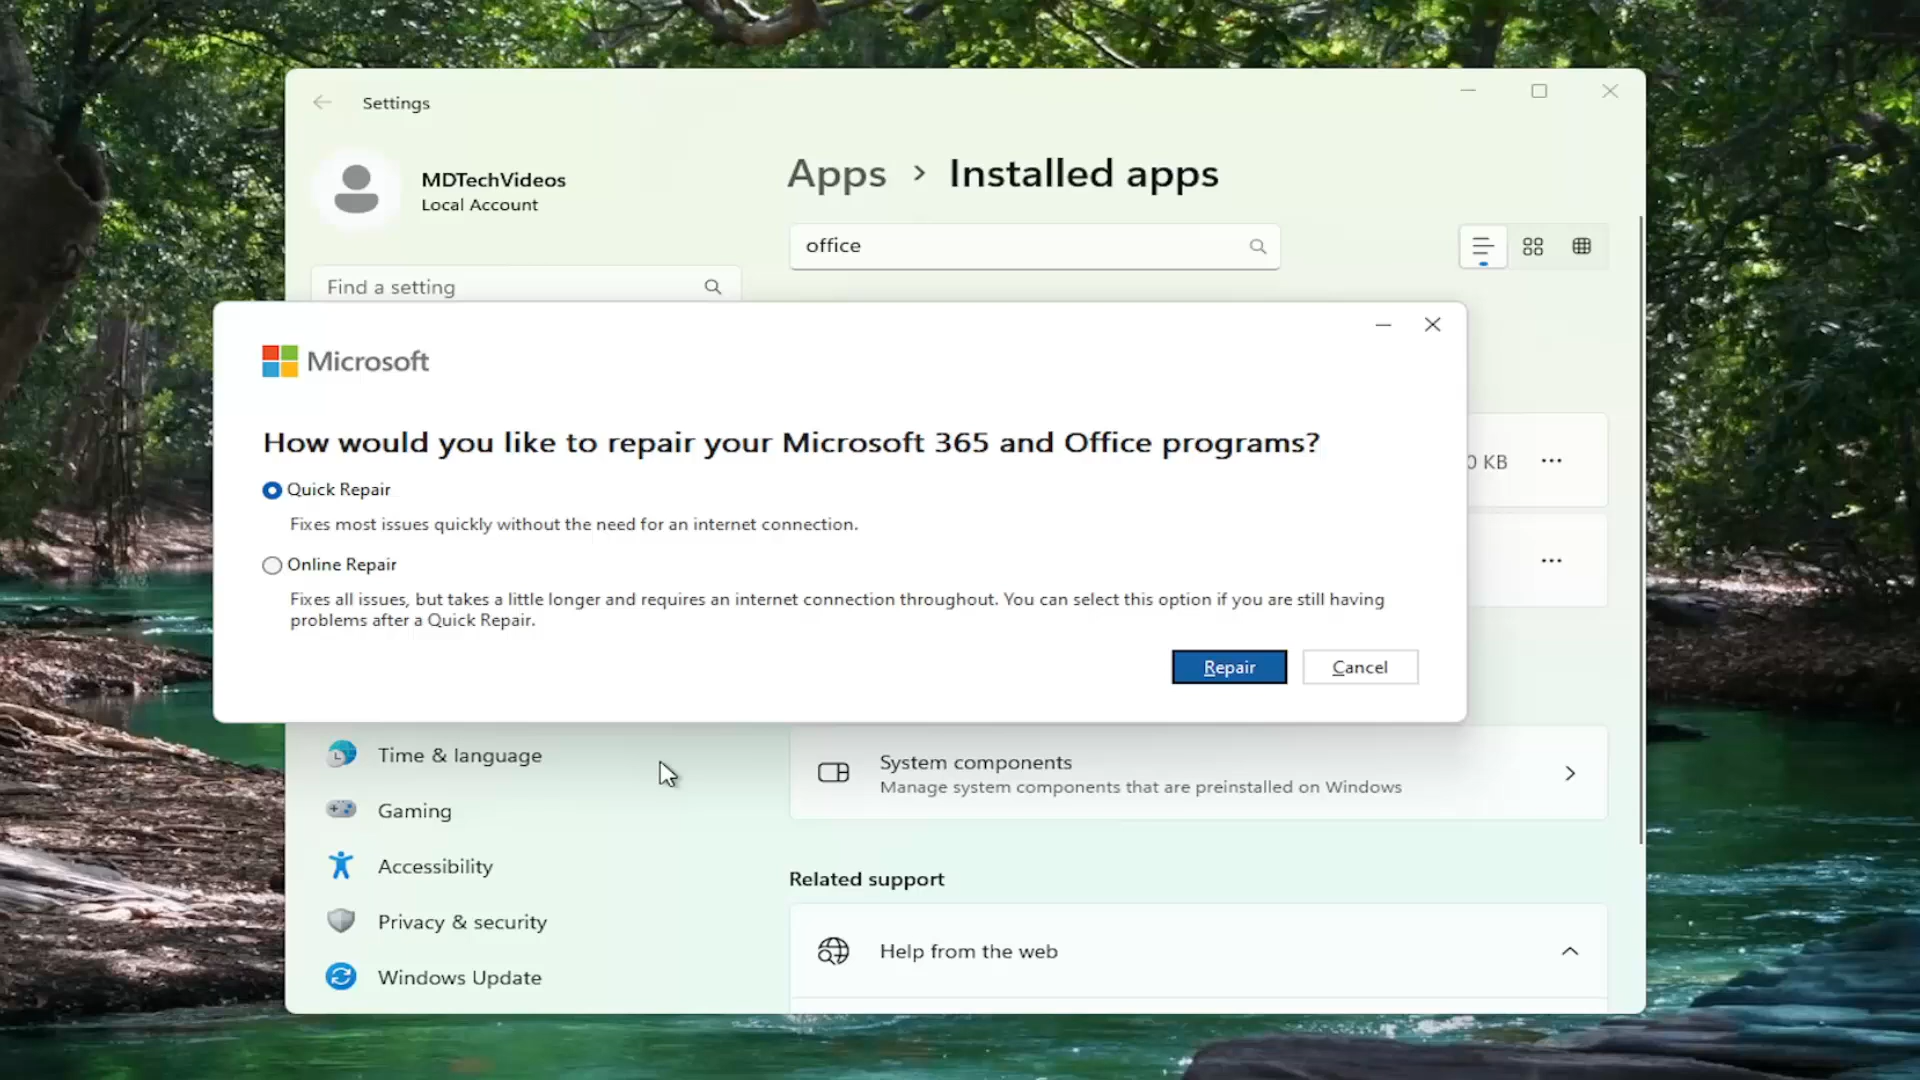 Settings
MDTechVideos
Local Account
Find a setting
Apps > Installed apps
office
Microsoft
How would you like to repair your Microsoft 365 and Office programs?
Quick Repair
Fixes most issues quickly without the need for an internet connection.
Online Repair
Fixes all issues, but takes a little longer and requires an internet connection throughout. You can select this option if you are still having
problems after a Quick Repair.
Repair
Cancel
KB
Time & language
Gaming
Accessibility
Privacy & security
Windows Update
System components
Manage system components that are preinstalled on Windows
Related support
Help from the web